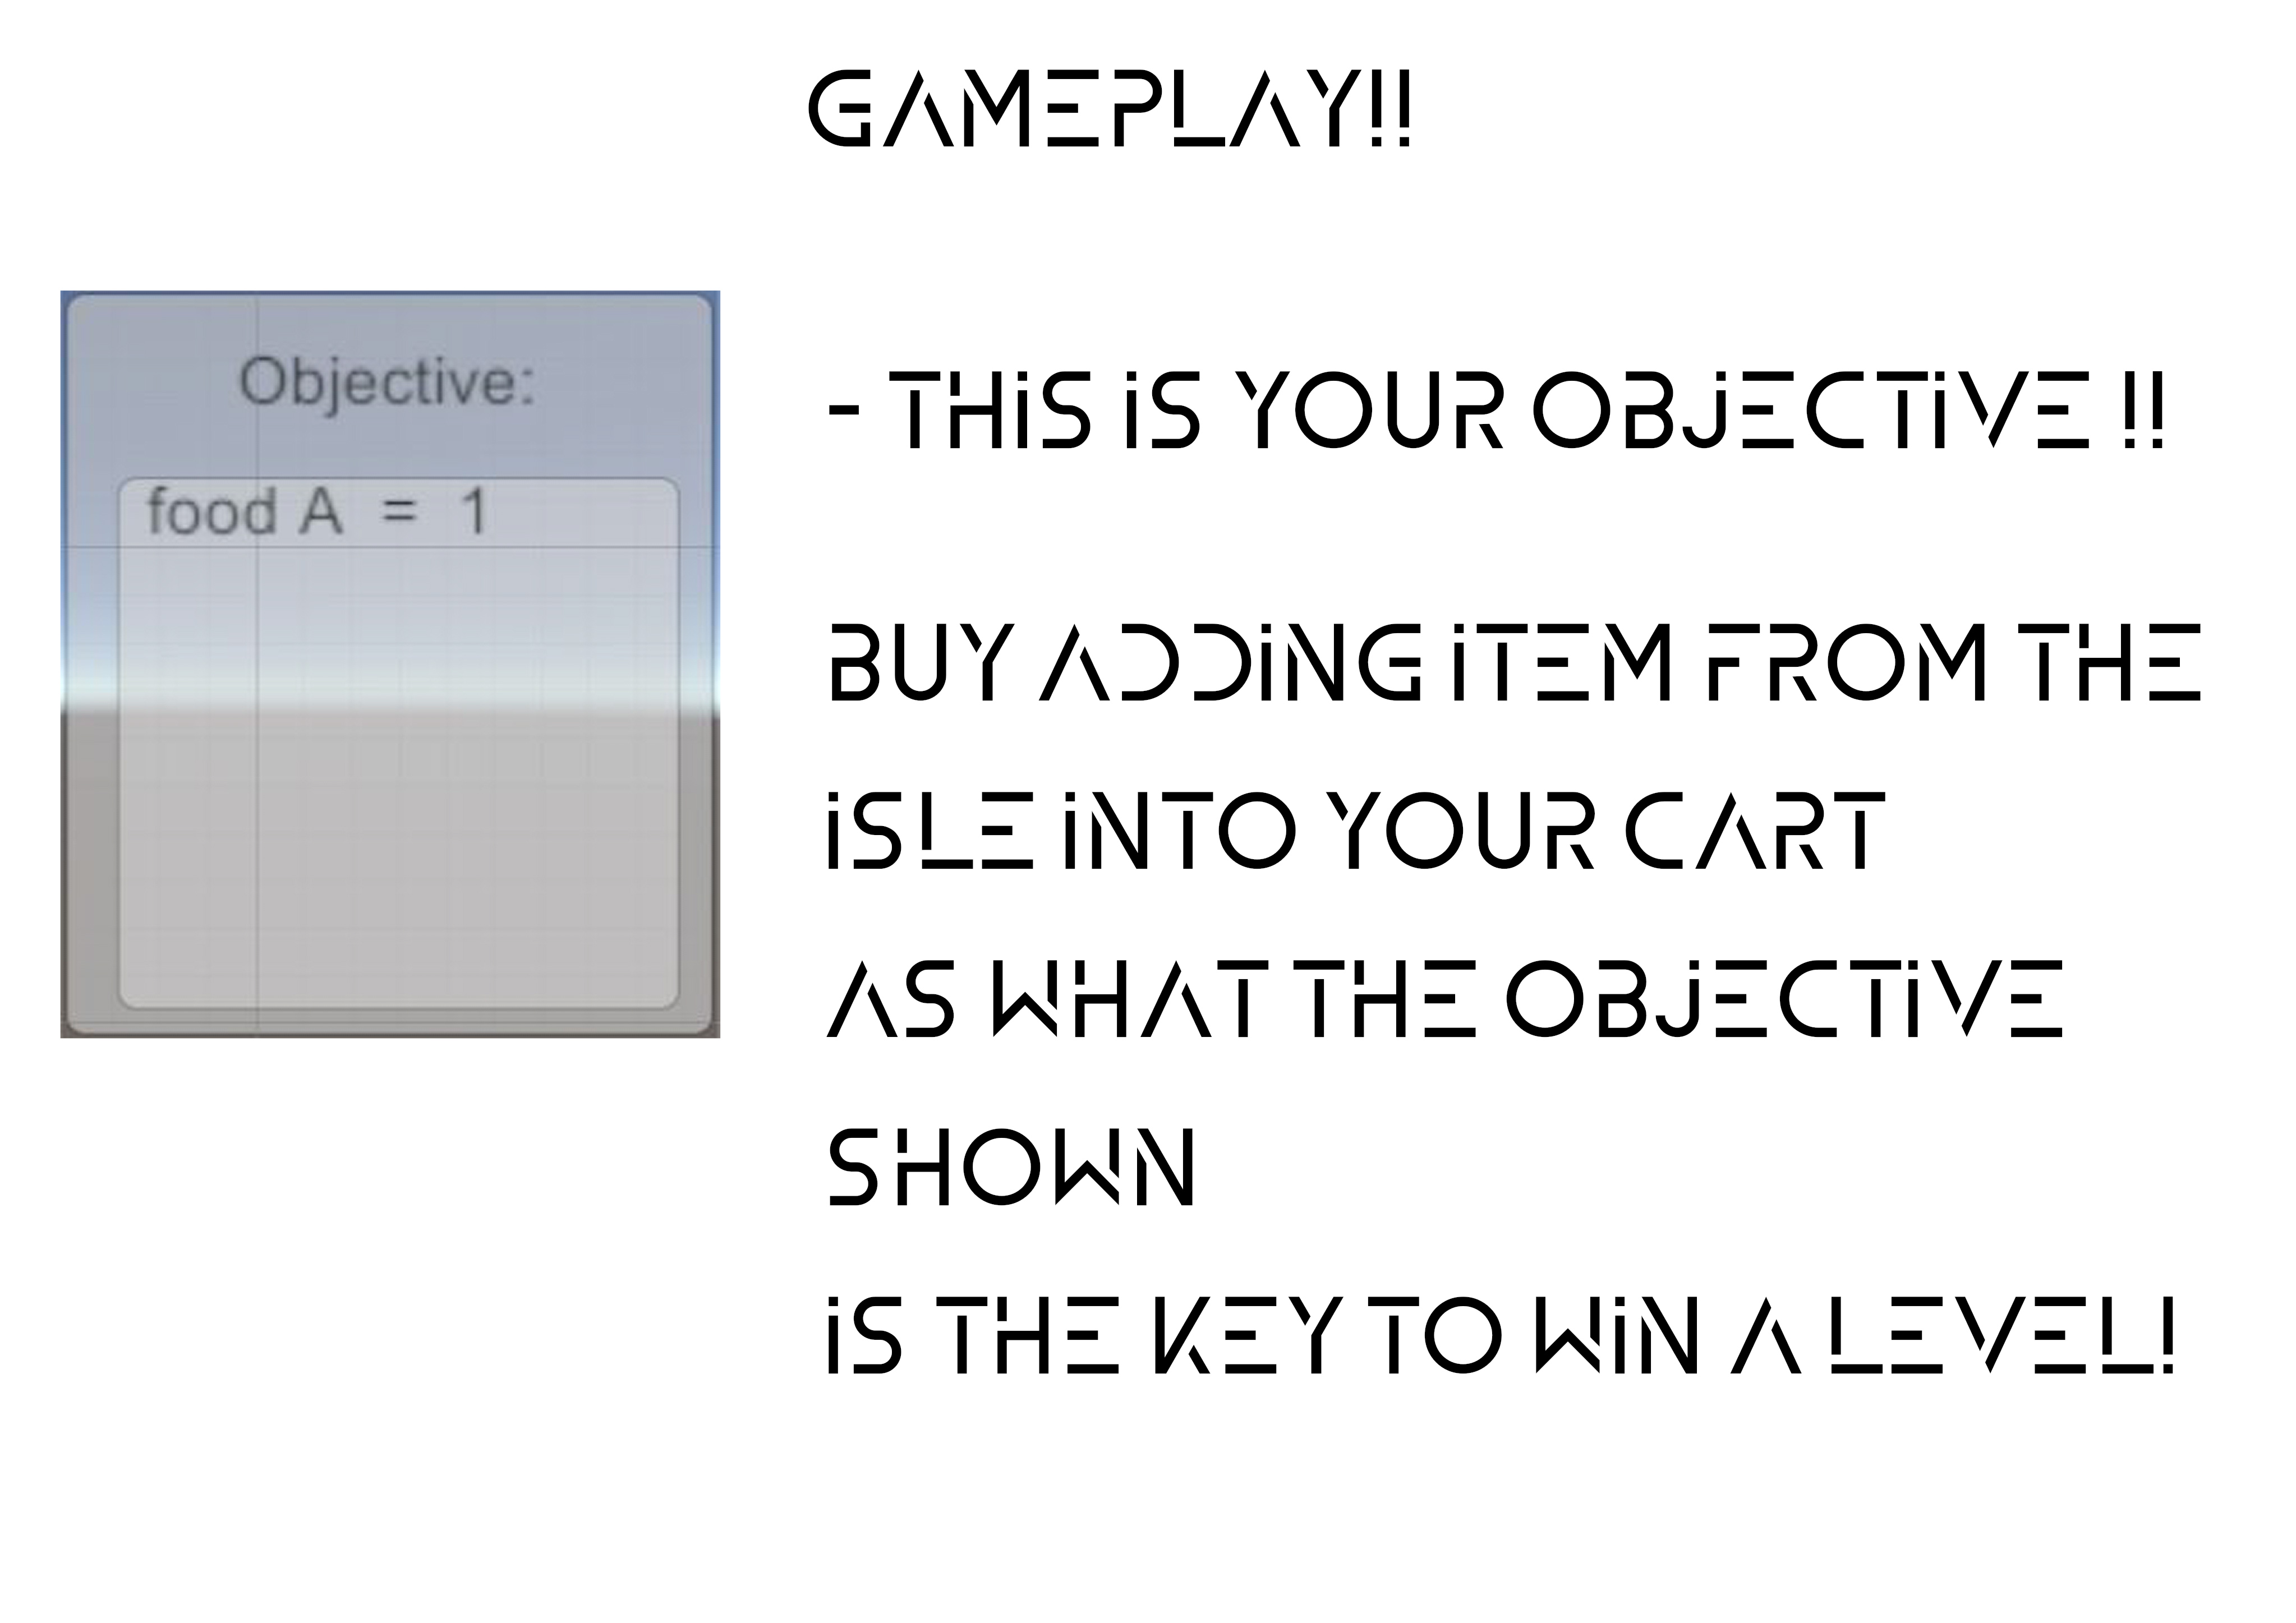 GAMEPLAY!!
Objective:
food A = 1
- THiS iS YOUR OBjECTiVE !!
BUY ADDiNG iTEM FROM THE
iSLE iNTO YOUR CART
AS WHAT THE OBjECTiVE
SHOWN
iS THE KEY TO WiN A LEVEL!